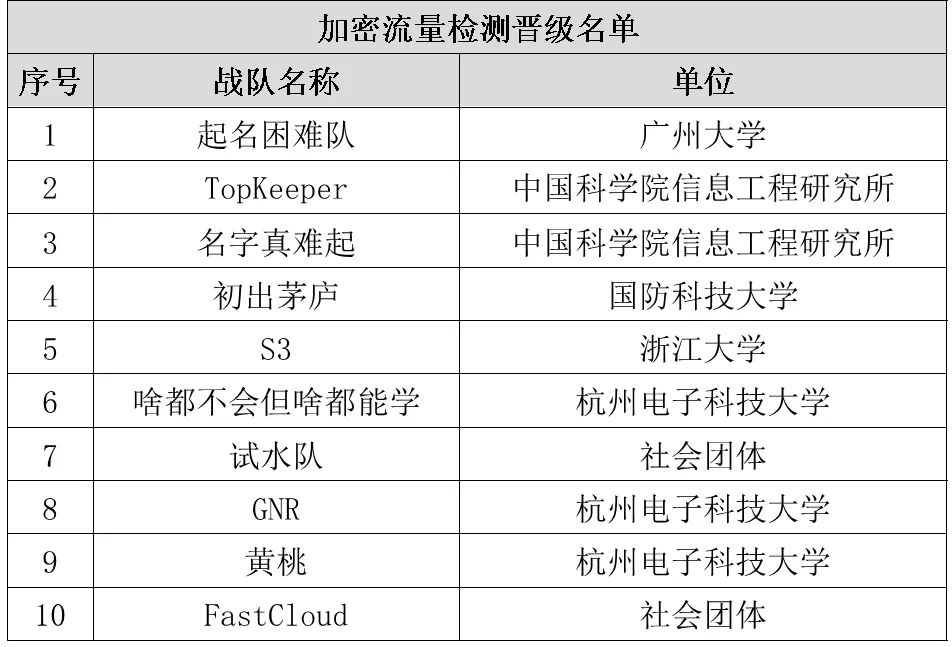 加密流量检测晋级名单
序号 战队名称 单位
1 起名困难队 广州大学
2 TopKeeper 中国科学院信息工程研究所
3 名字真难起 中国科学院信息工程研究所
4 初出茅庐 国防科技大学
5 S3 浙江大学
6 啥都不会但啥都能学 杭州电子科技大学
7 试水队 社会团体
8 GNR 杭州电子科技大学
9 黄桃 杭州电子科技大学
10 FastCloud 社会团体